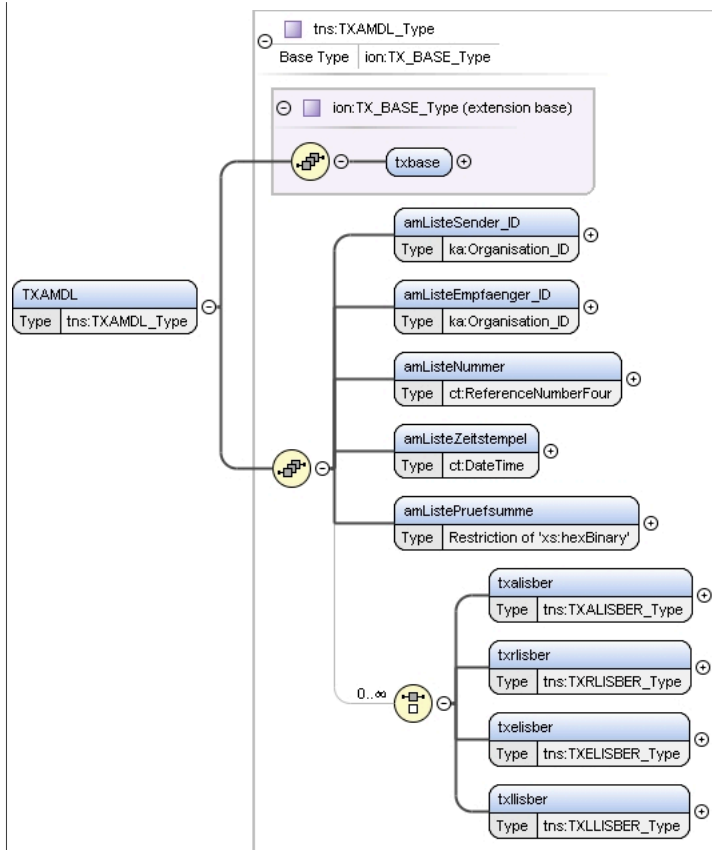 tns:TXAMDL_Type
Base Type ion:TX_BASE_Type
ion:TX_BASE_Type (extension base)
txbase
amListeSender_ID
Type ka:Organisation_ID
TXAMDL
Type tns:TXAMDL_Type
amListeEmpfaenger_ID
Type ka:Organisation_ID
amListeNummer
Type ct:ReferenceNumberFour
amListeZeitstempel
Type ct:DateTime
amListePruefsumme
Type Restriction of 'xs:hexBinary'
txalisber
Type tns:TXALISBER_Type
txrlisber
Type tns:TXRLISBER_Type
0..∞
txelisber
Type tns:TXELISBER_Type
txllisber
Type tns:TXLLISBER_Type